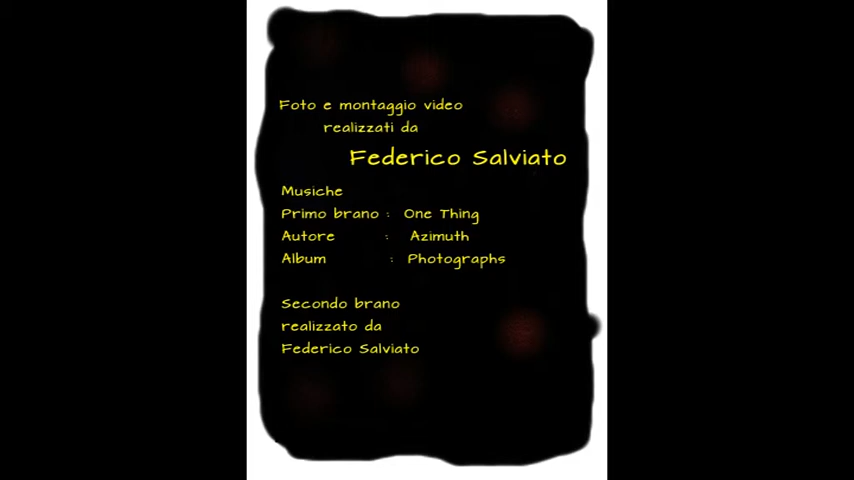 Foto e montaggio video
realizzati da
Federico Salviato
Musiche
Primo brano : One Thing
Autore : Azimuth
Album : Photographs
Secondo brano
realizzato da
Federico Salviato